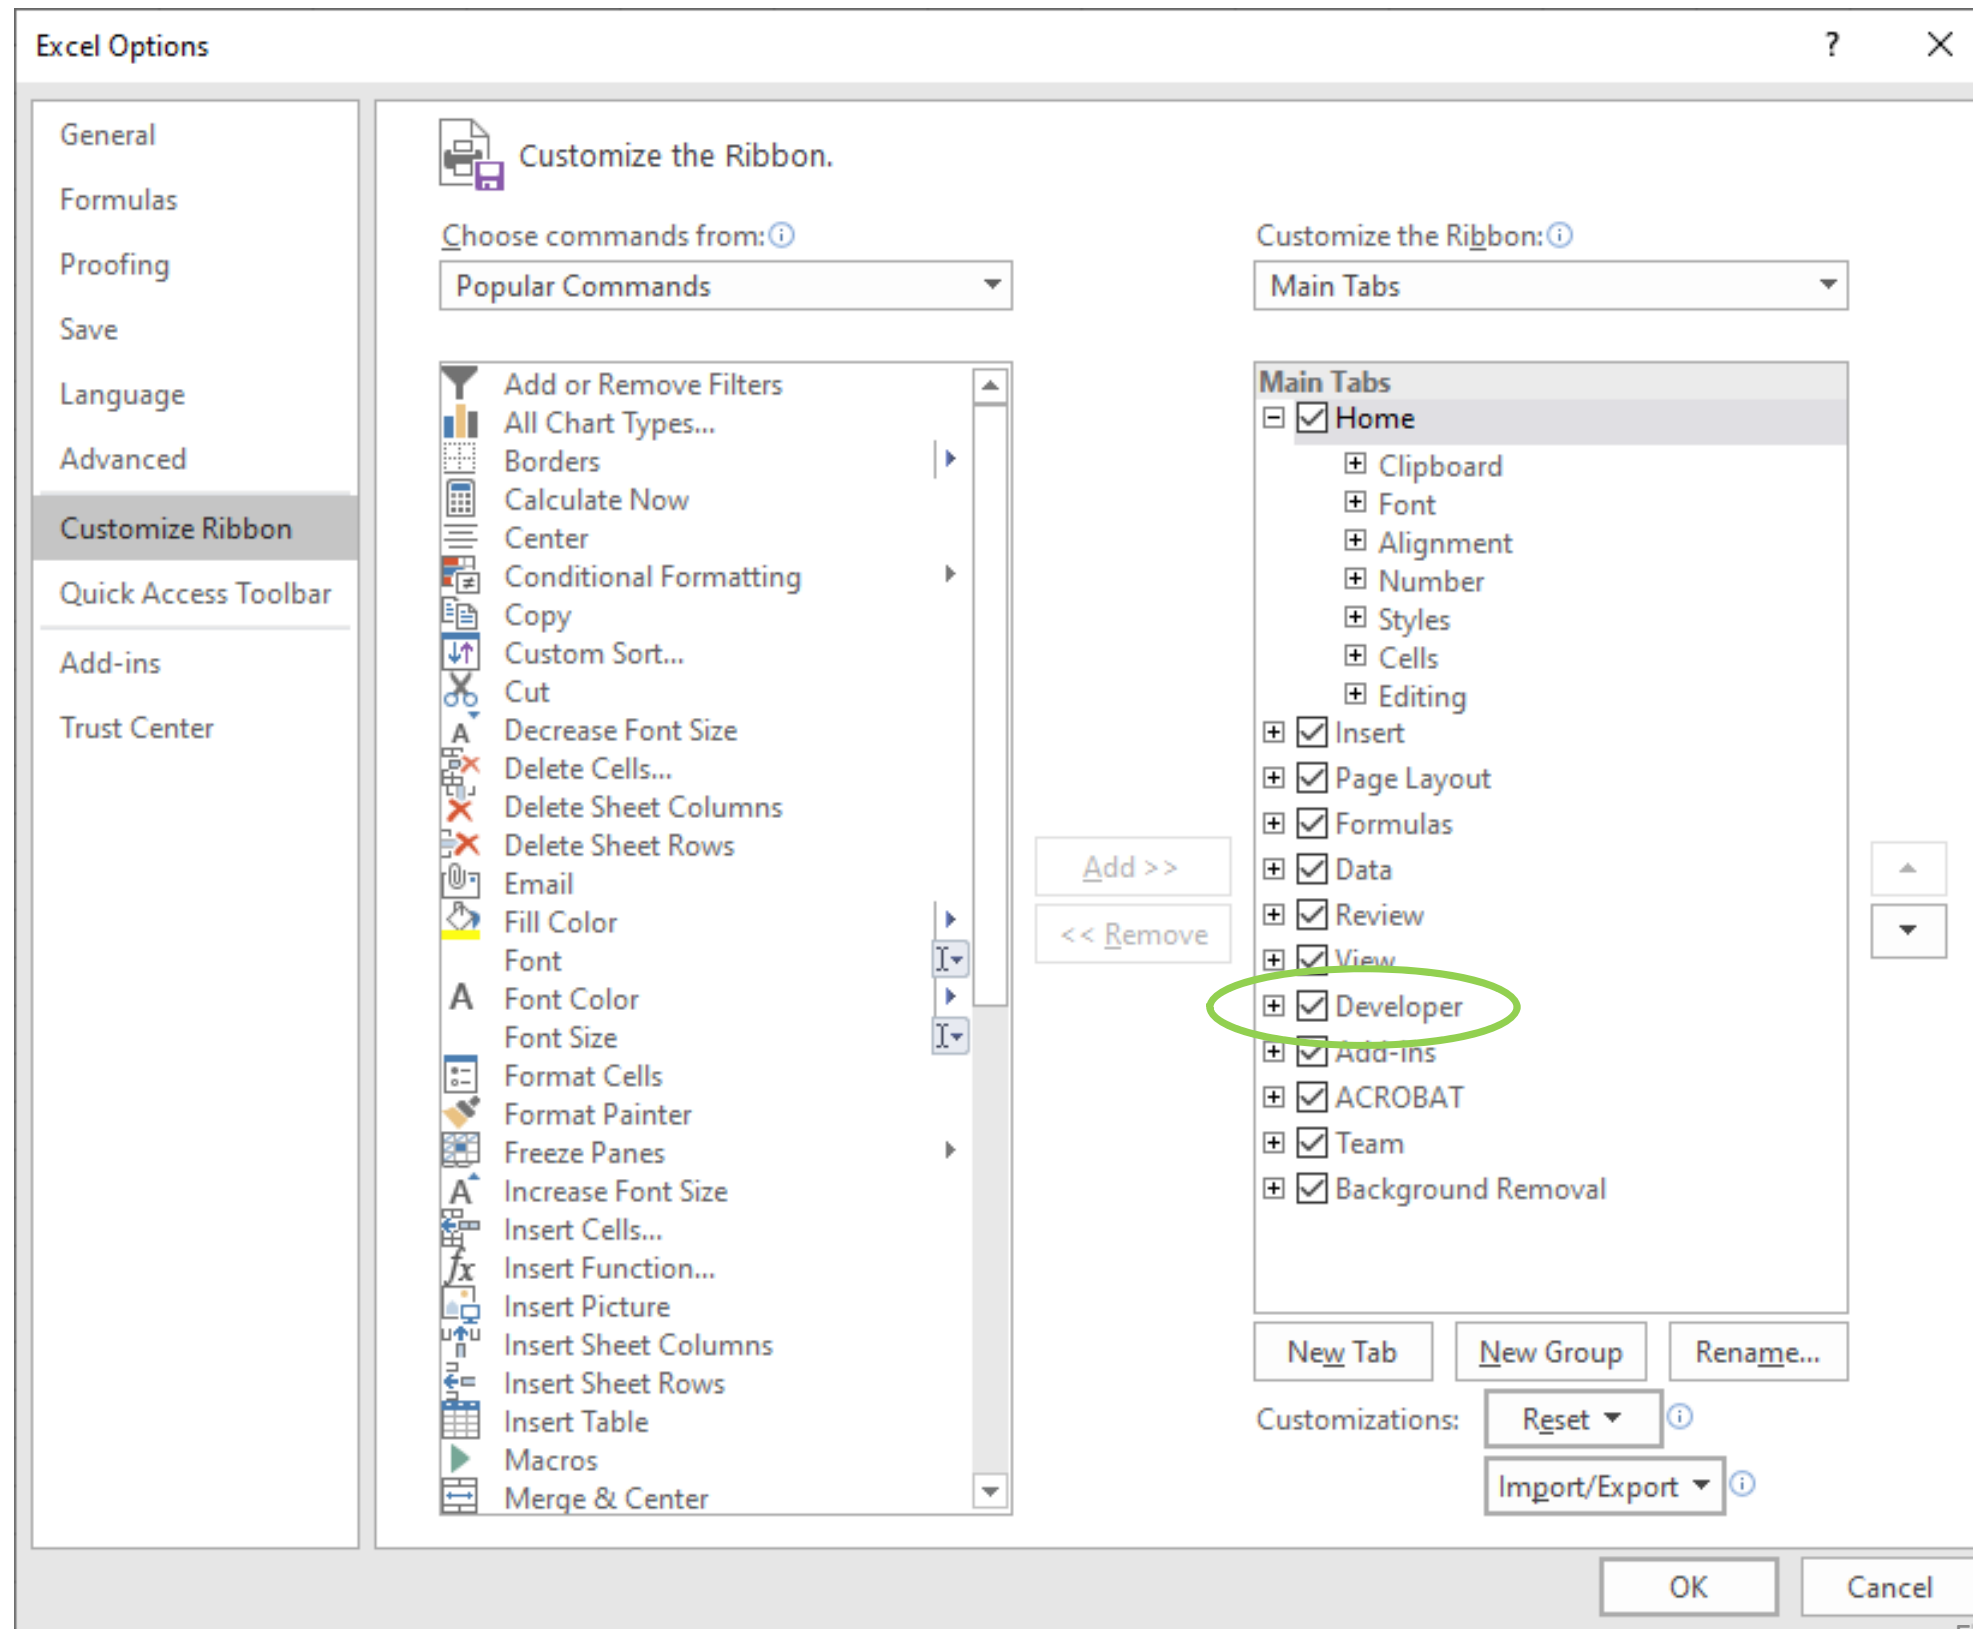 Excel Options
?
General
Formulas
Proofing
Save
Language
Advanced
Customize Ribbon
Quick Access Toolbar
Add-ins
Trust Center
Customize the Ribbon.
Choose commands from:
Popular Commands
Add or Remove Filters
All Chart Types...
Borders
Calculate Now
Center
Conditional Formatting
Copy
Custom Sort...
Cut
Decrease Font Size
Delete Cells...
Delete Sheet Columns
Delete Sheet Rows
Email
Fill Color
Font
Font Color
Font Size
Format Cells
Format Painter
Freeze Panes
Increase Font Size
Insert Cells...
Insert Function...
Insert Picture
Insert Sheet Columns
Insert Sheet Rows
Insert Table
Macros
Merge & Center
Add >>
<< Remove
Customize the Ribbon:
Main Tabs
Main Tabs
Home
Clipboard
Font
Alignment
Number
Styles
Cells
Editing
Insert
Page Layout
Formulas
Data
Review
View
Developer
Add-Ins
ACROBAT
Team
Background Removal
New Tab
New Group
Rename...
Customizations:
Reset
Import/Export
OK
Cancel